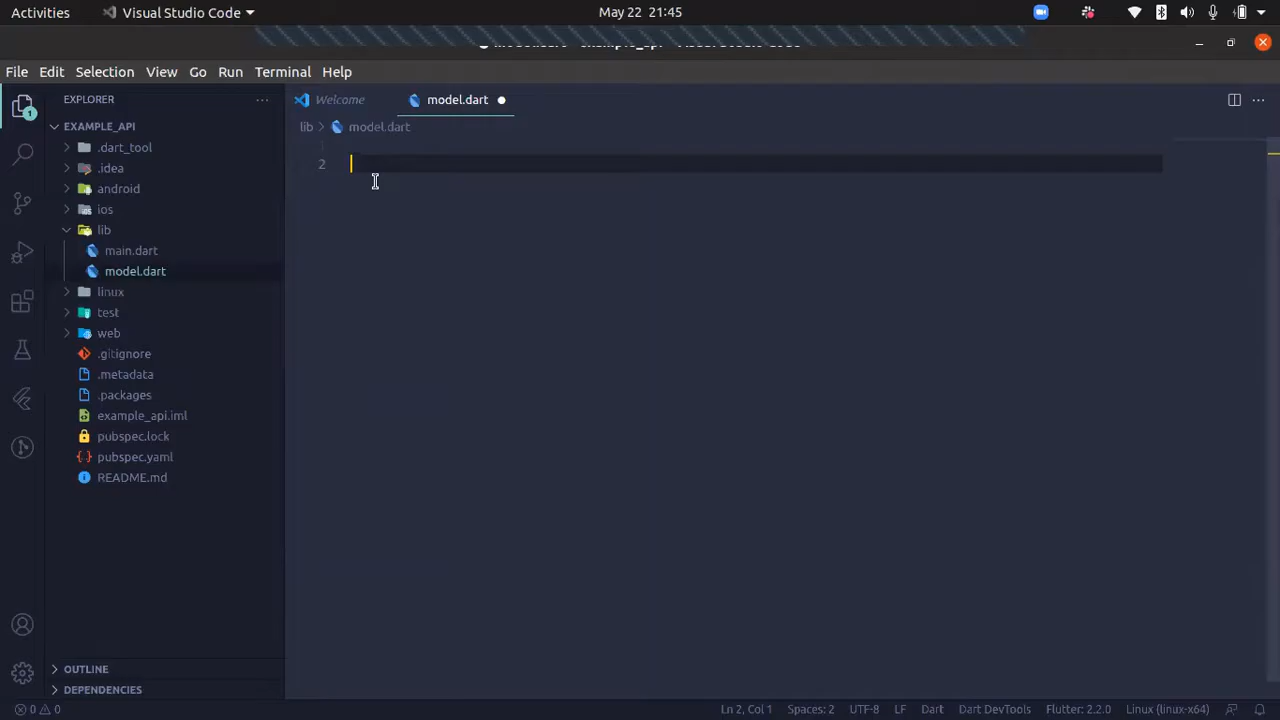 Activities Visual Studio Code May 22 21:45
File Edit Selection View Go Run Terminal Help
EXPLORER
Welcome
model.dart
EXAMPLE_API
lib
model.dart
.dart_tool
.idea
android
ios
lib
main.dart
model.dart
linux
test
web
.gitignore
.metadata
.packages
example_api.iml
pubspec.lock
pubspec.yaml
README.md
OUTLINE
DEPENDENCIES
1
2
0 0 Ln 2, Col 1 Spaces: 2 UTF-8 LF Dart Dart DevTools Flutter: 2.2.0 Linux (linux-x64)